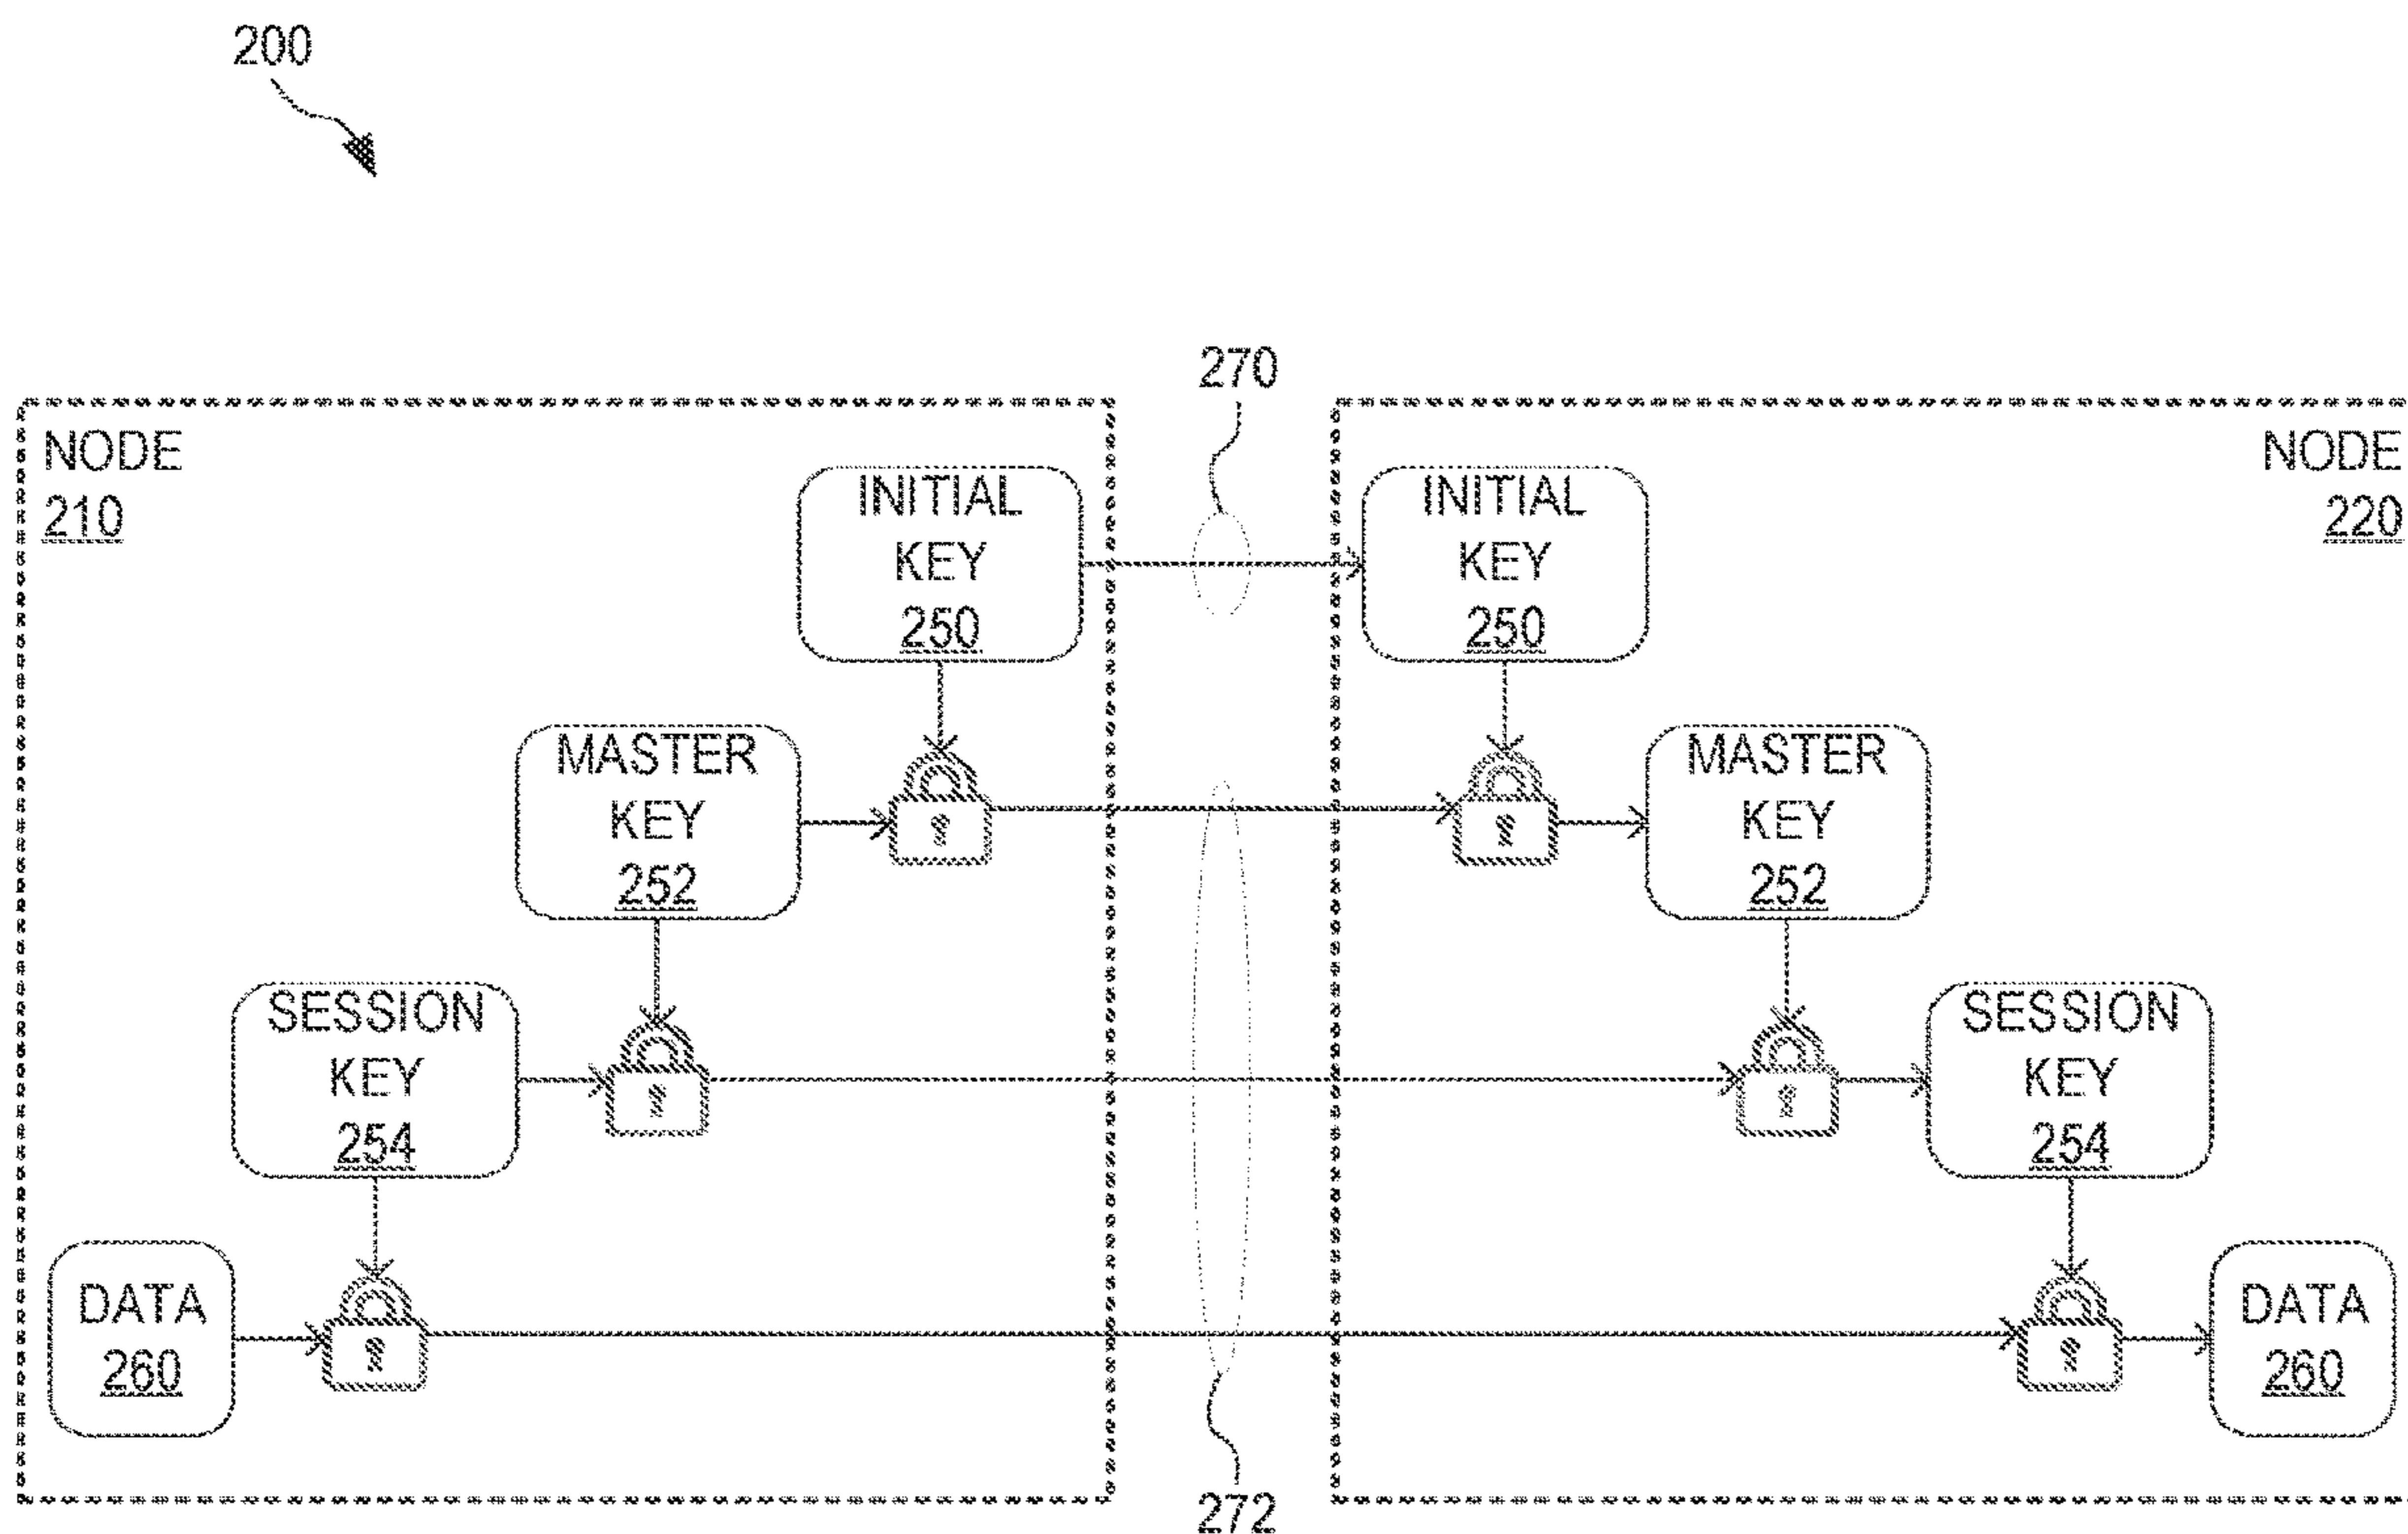 200
270
NODE
210
INITIAL
KEY
250
INITIAL
KEY
250
NODE
220
MASTER
KEY
252
MASTER
KEY
252
SESSION
KEY
254
SESSION
KEY
254
DATA
260
DATA
260
272